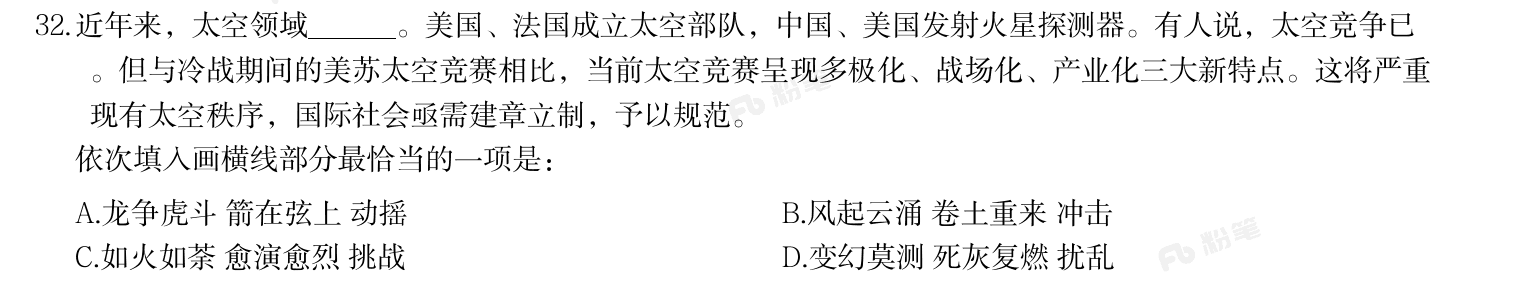 32.近年来，太空领域______。美国、法国成立太空部队，中国、美国发射火星探测器。有人说，太空竞争已
。但与冷战期间的美苏太空竞赛相比，当前太空竞赛呈现多极化、战场化、产业化三大新特点。这将严重
现有太空秩序，国际社会亟需建章立制，予以规范。
依次填入画横线部分最恰当的一项是：
A.龙争虎斗 箭在弦上 动摇
B.风起云涌 卷土重来 冲击
C.如火如荼 愈演愈烈 挑战
D.变幻莫测 死灰复燃 扰乱
粉笔
粉笔